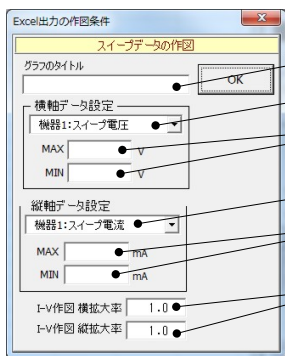 Excel出力の作図条件
スイープデータの作図
グラフのタイトル
OK
横軸データ設定
機器1:スイープ電圧
MAX V
MIN V
縦軸データ設定
機器1:スイープ電流
MAX mA
MIN mA
I-V作図 横拡大率 1.0
I-V作図 縦拡大率 1.0